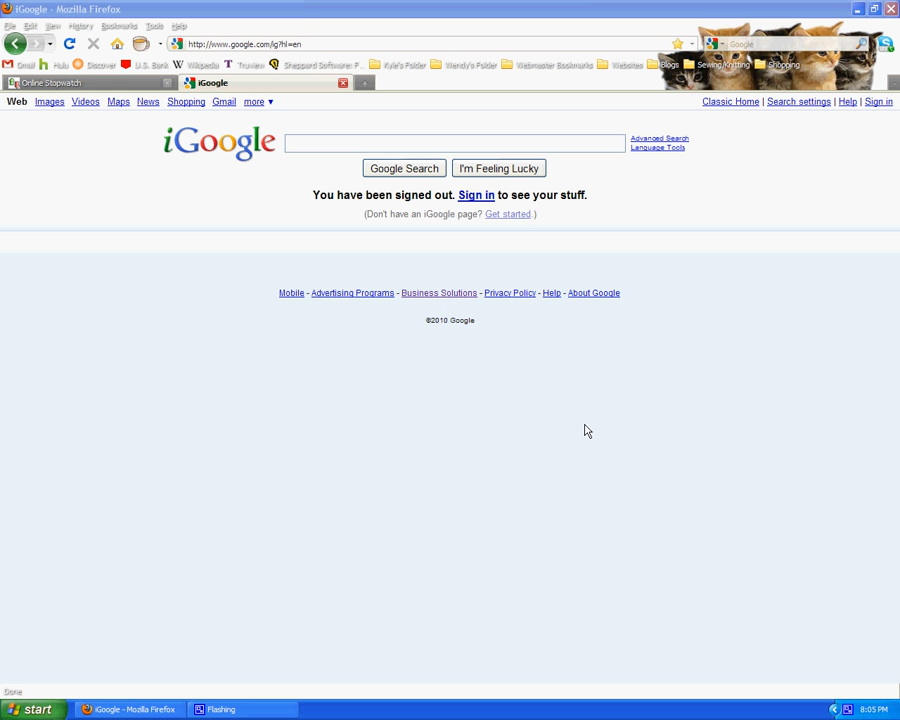 iGoogle - Mozilla Firefox
File Edit View History Bookmarks Tools Help
http://www.google.com/ig?hl=en
Google
Gmail Hulu Discover U.S. Bank Wikipedia Truview Sheppard Software: F... Kyle's Folder Wendy's Folder Webmaster Bookmarks Websites Blogs Sewing/Knitting Shopping
Online Stopwatch iGoogle
Web Images Videos Maps News Shopping Gmail more ▼ Classic Home | Search settings | Help | Sign in
iGoogle
Advanced Search
Language Tools
Google Search I'm Feeling Lucky
You have been signed out. Sign in to see your stuff.
(Don't have an iGoogle page? Get started.)
Mobile - Advertising Programs - Business Solutions - Privacy Policy - Help - About Google
©2010 Google
Done
start iGoogle - Mozilla Firefox Flashing 8:05 PM